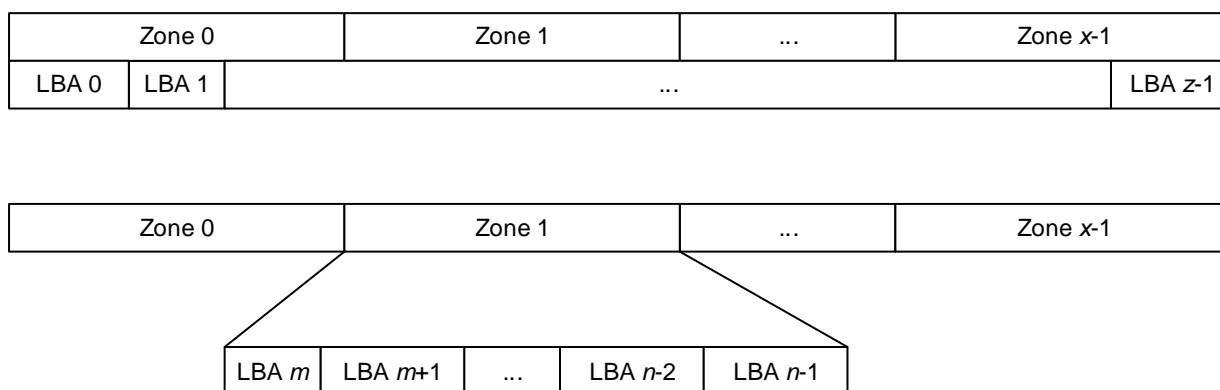 Zone 0 Zone 1 ... Zone x-1
LBA 0 LBA 1 ... LBA z-1
Zone 0 Zone 1 ... Zone x-1
LBA m LBA m+1 ... LBA n-2 LBA n-1